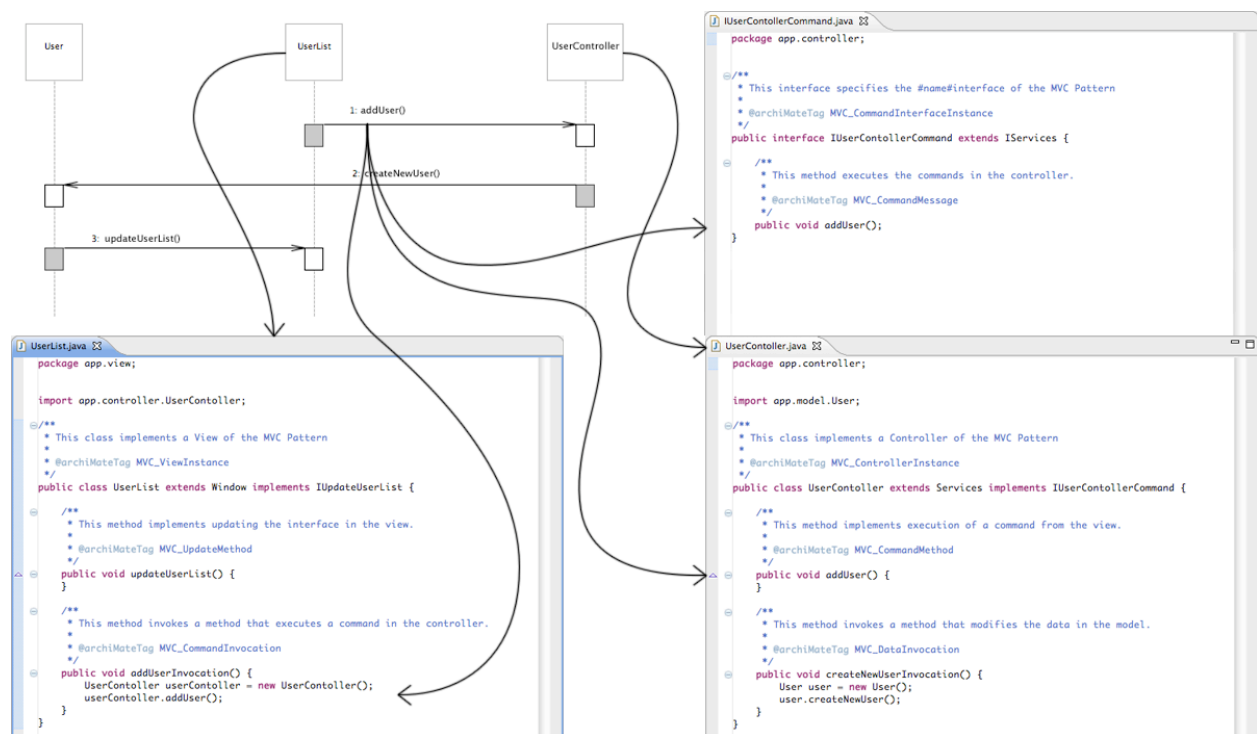 User
UserList
UserController
1: addUser()
2: createNewUser()
3: updateUserList()
IUserContollerCommand.java
package app.controller;
/**
* This interface specifies the #name#interface of the MVC Pattern
*
* @archiMateTag MVC_CommandInterfaceInstance
*/
public interface IUserContollerCommand extends IServices {
/**
* This method executes the commands in the controller.
*
* @archiMateTag MVC_CommandMessage
*/
public void addUser();
}
UserList.java
package app.view;
import app.controller.UserContoller;
/**
* This class implements a View of the MVC Pattern
*
* @archiMateTag MVC_ViewInstance
*/
public class UserList extends Window implements IUpdateUserList {
/**
* This method implements updating the interface in the view.
*
* @archiMateTag MVC_UpdateMethod
*/
public void updateUserList() {
}
/**
* This method invokes a method that executes a command in the controller.
*
* @archiMateTag MVC_CommandInvocation
*/
public void addUserInvocation() {
UserContoller userContoller = new UserContoller();
userContoller.addUser();
}
}
UserContoller.java
package app.controller;
import app.model.User;
/**
* This class implements a Controller of the MVC Pattern
*
* @archiMateTag MVC_ControllerInstance
*/
public class UserContoller extends Services implements IUserContollerCommand {
/**
* This method implements execution of a command from the view.
*
* @archiMateTag MVC_CommandMethod
*/
public void addUser() {
}
/**
* This method invokes a method that modifies the data in the model.
*
* @archiMateTag MVC_DataInvocation
*/
public void createNewUserInvocation() {
User user = new User();
user.createNewUser();
}
}